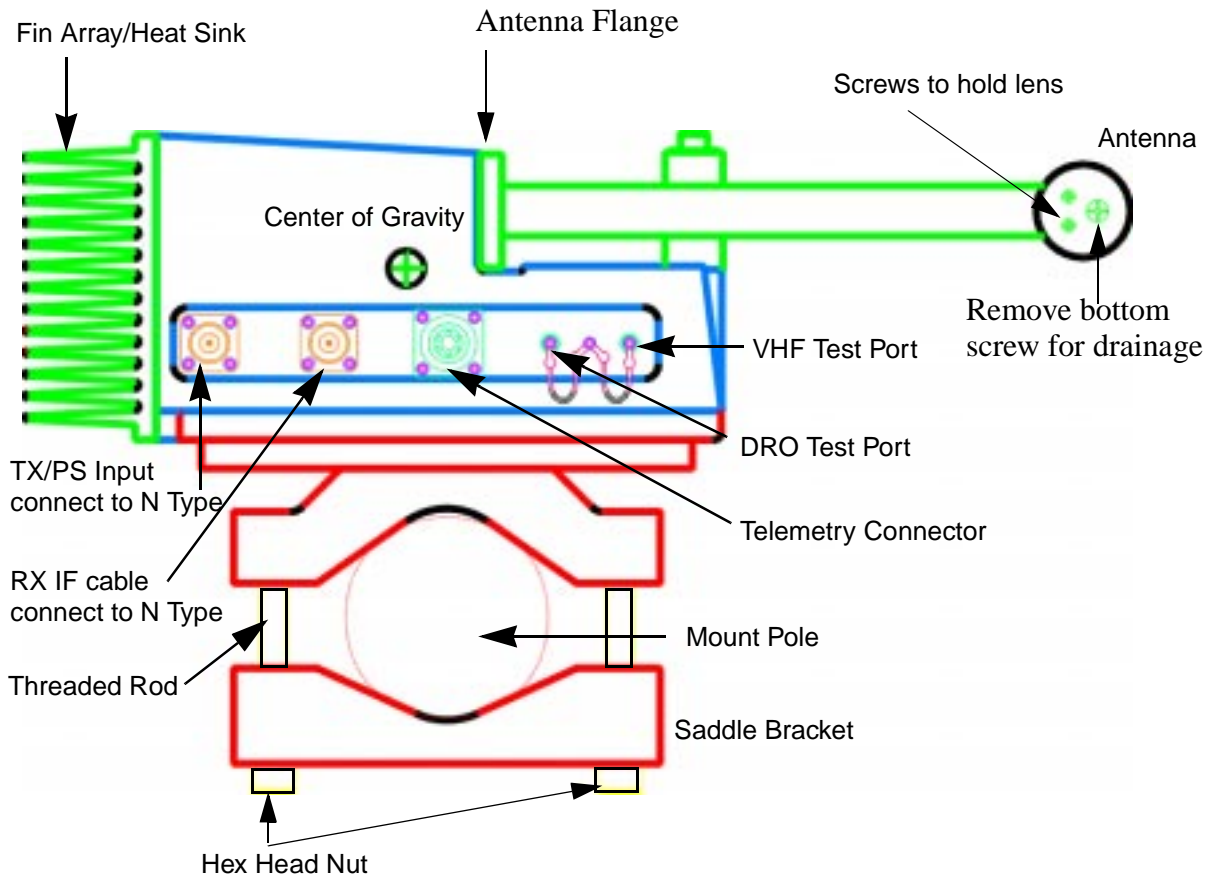 Fin Array/Heat Sink
Antenna Flange
Screws to hold lens
Antenna
Center of Gravity
Remove bottom
screw for drainage
VHF Test Port
DRO Test Port
TX/PS Input
connect to N Type
Telemetry Connector
RX IF cable
connect to N Type
Mount Pole
Threaded Rod
Saddle Bracket
Hex Head Nut